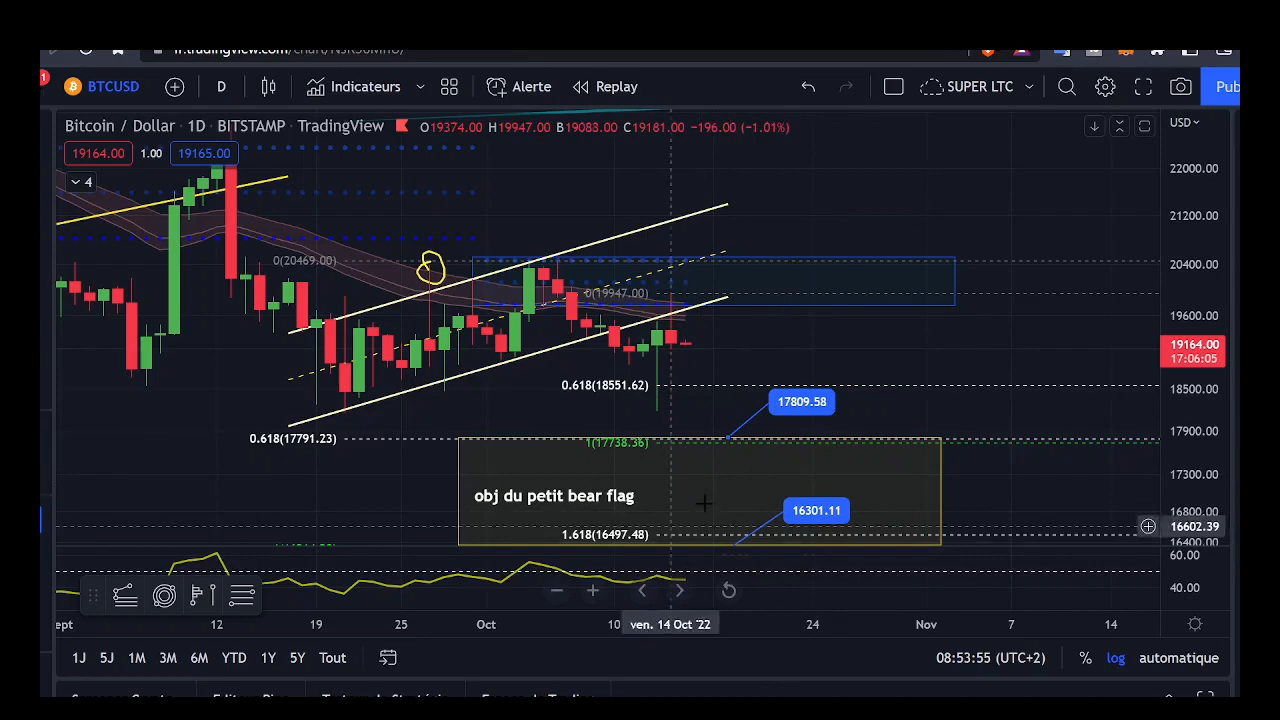 fr.tradingview.com/chart/NSRSUMHO/
1
BTCUSD
D
Indicateurs
Alerte
Replay
SUPER LTC
Pub
Bitcoin / Dollar · 1D · BITSTAMP · TradingView
O19374.00 H19947.00 B19083.00 C19181.00 −196.00 (−1.01%)
USD
19164.00
1.00
19165.00
4
22000.00
21200.00
0(20469.00)
20400.00
0(19947.00)
19600.00
19164.00
17:06:05
0.618(18551.62)
18500.00
17809.58
17900.00
0.618(17791.23)
1(17738.36)
17300.00
obj du petit bear flag
16301.11
16800.00
16602.39
1.618(16497.48)
16400.00
60.00
40.00
ept
12
19
25
Oct
10
ven. 14 Oct '22
24
Nov
7
14
1J
5J
1M
3M
6M
YTD
1Y
5Y
Tout
08:53:55 (UTC+2)
%
log
automatique